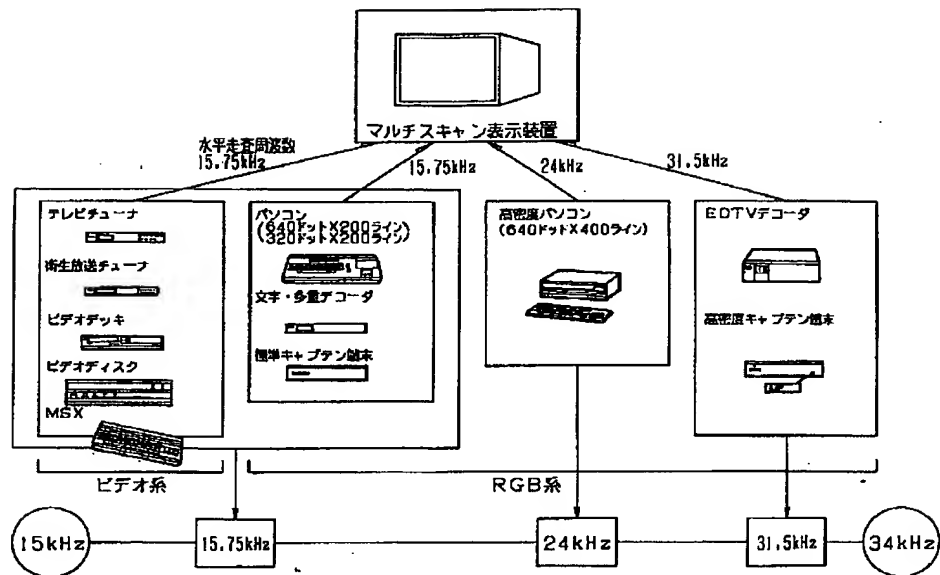 マルチスキャン表示装置
水平走査周波数
15.75kHz
15.75kHz
24kHz
31.5kHz
テレビチューナ
衛生放送チューナ
ビデオデッキ
ビデオディスク
MSX
パソコン
(640ドットX200ライン)
(320ドットX200ライン)
文字・多重デコーダ
標準キャプテン端末
高密度パソコン
(640ドットX400ライン)
EDTVデコーダ
高密度キャプテン端末
ビデオ系
RGB系
15kHz
15.75kHz
24kHz
31.5kHz
34kHz